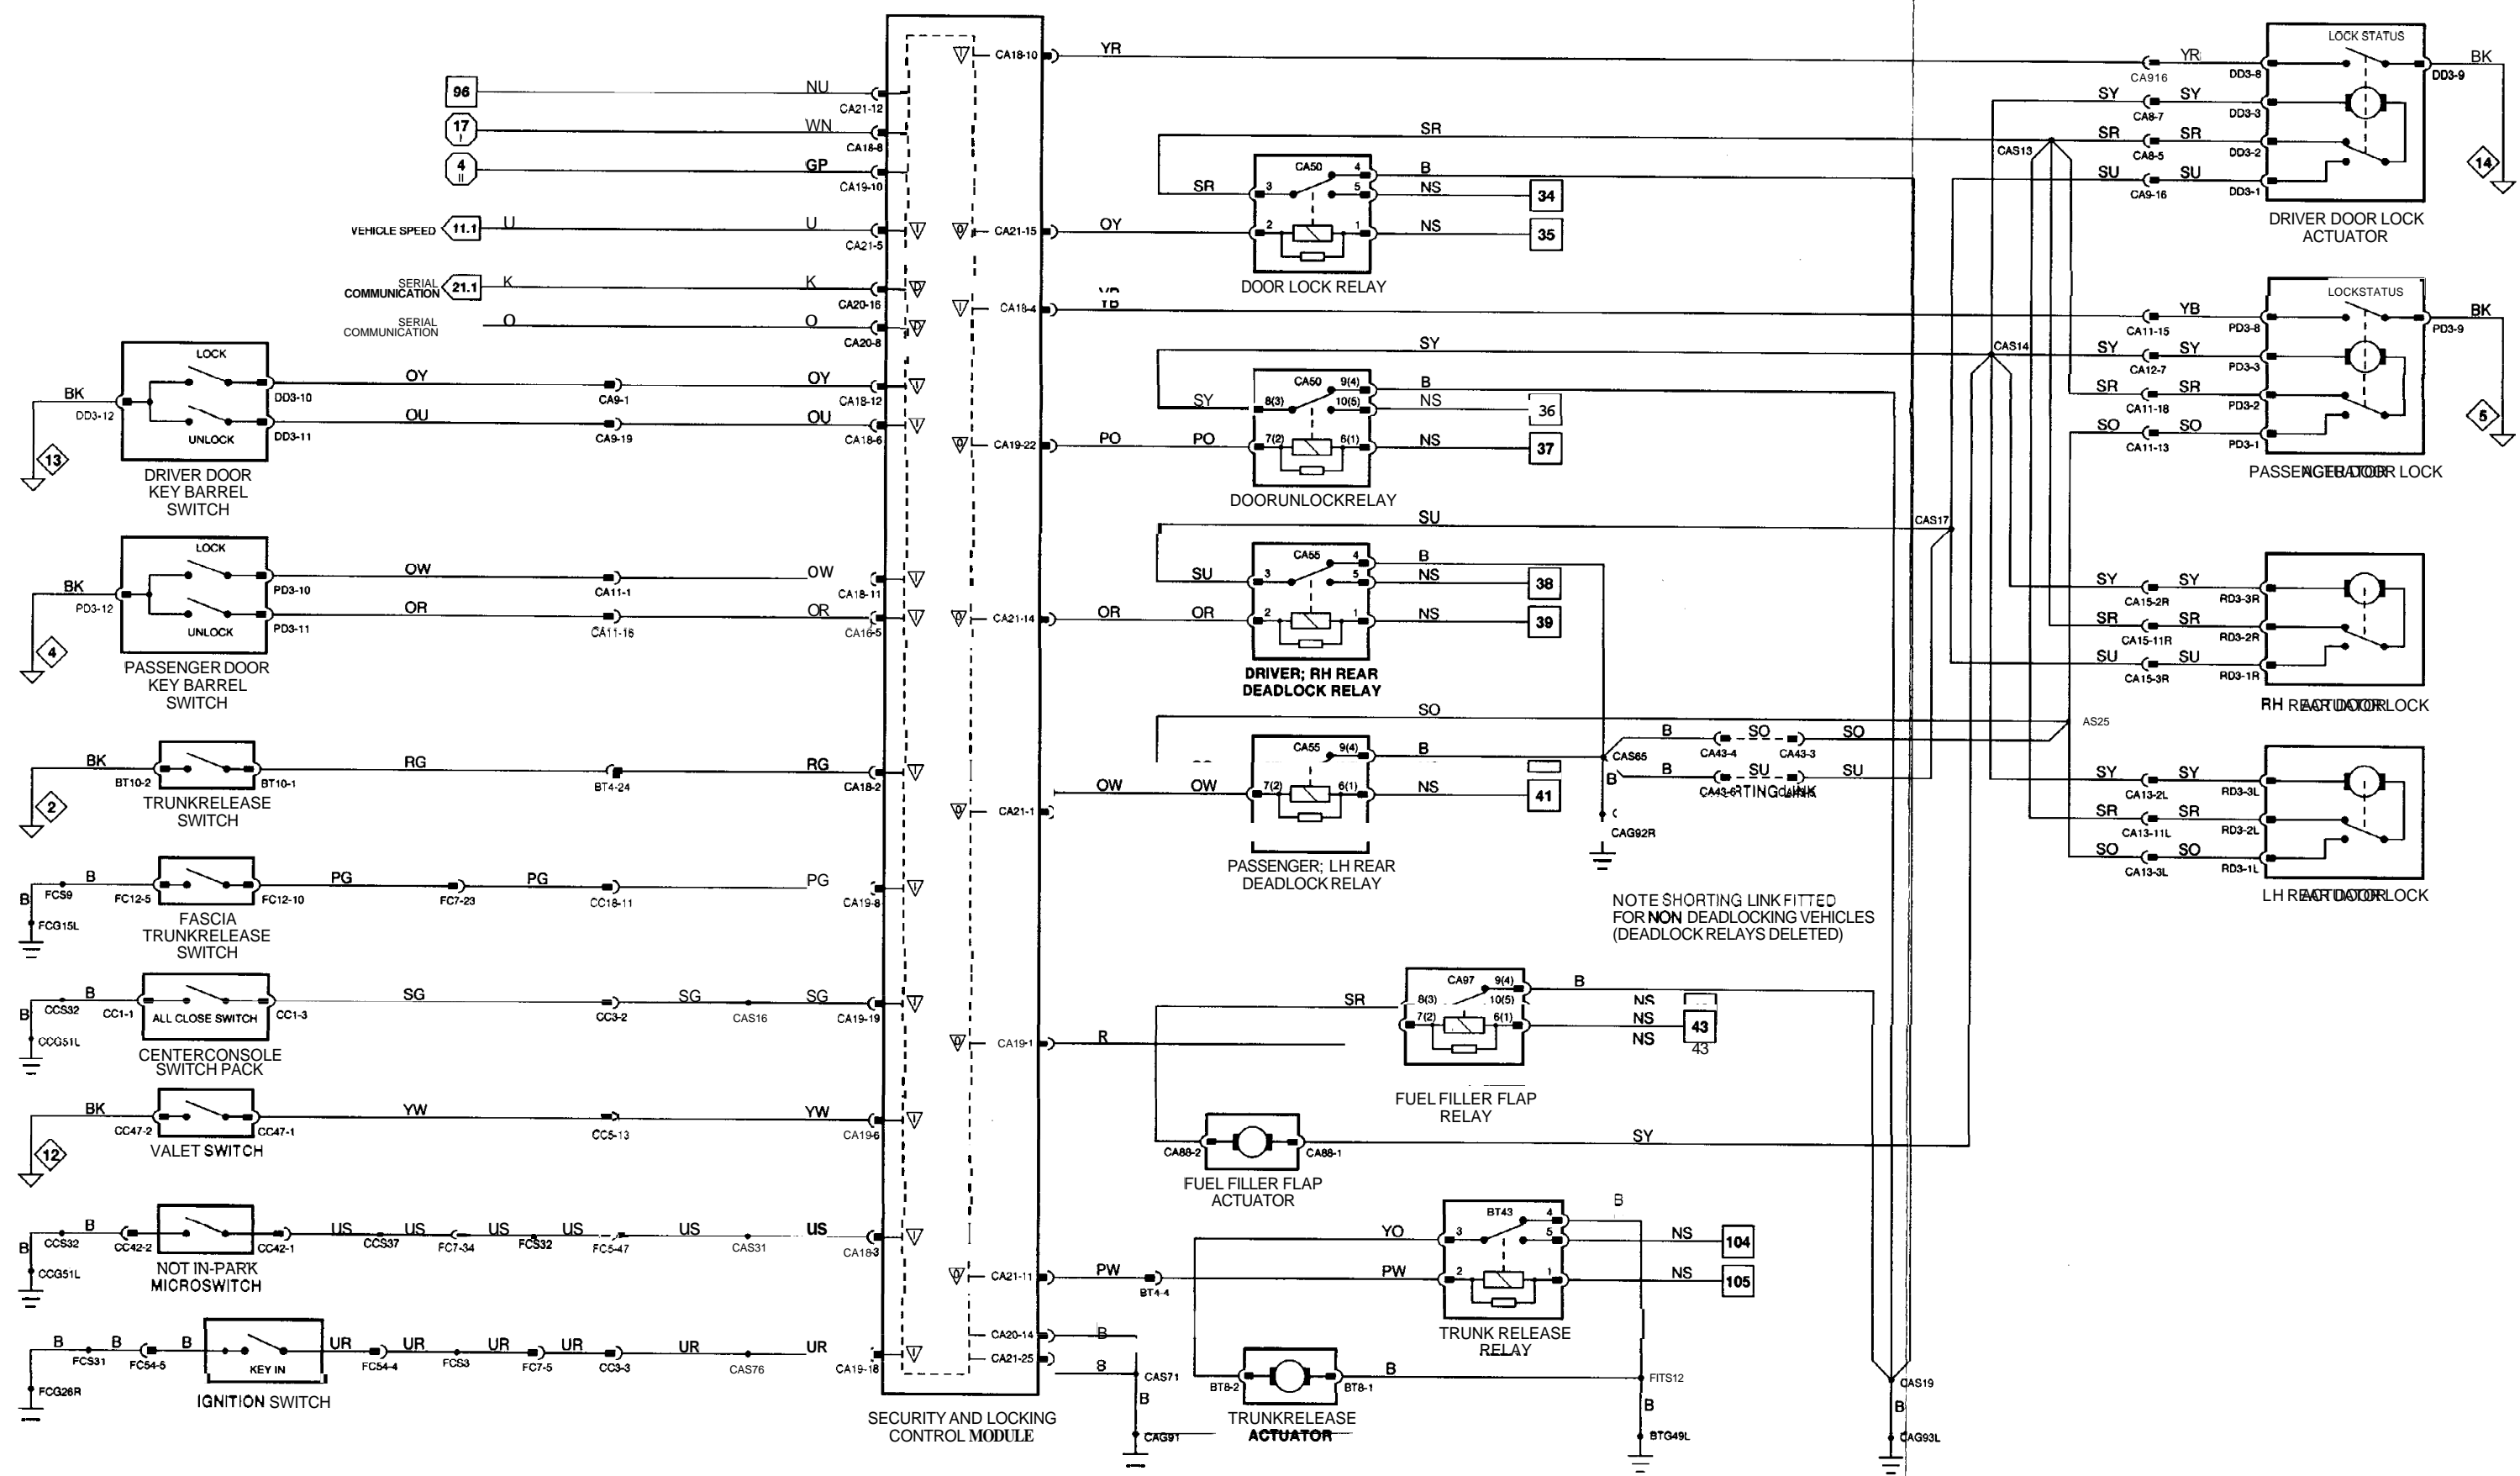 96
NU
CA21-12
17
I
WN
CA18-8
4
II
GP
CA19-10
VEHICLE SPEED
11.1
U
U
CA21-5
SERIAL
COMMUNICATION
21.1
K
K
CA20-16
SERIAL
COMMUNICATION
O
O
CA20-8
LOCK
BK
DD3-12
DD3-10
OY
CA9-1
OY
CA18-12
UNLOCK
DD3-11
OU
CA9-19
OU
CA18-6
13
DRIVER DOOR
KEY BARREL
SWITCH
LOCK
BK
PD3-12
PD3-10
OW
CA11-1
OW
CA18-11
UNLOCK
PD3-11
OR
CA11-16
OR
CA16-5
4
PASSENGER DOOR
KEY BARREL
SWITCH
BK
BT10-2
BT10-1
RG
BT4-24
RG
CA18-2
2
TRUNKRELEASE
SWITCH
B
FCS9
B
FCG15L
FC12-5
FC12-10
PG
FC7-23
PG
CC18-11
PG
CA19-8
FASCIA
TRUNKRELEASE
SWITCH
B
CCS32
B
CCG51L
CC1-1
ALL CLOSE SWITCH
CC1-3
SG
CC3-2
SG
CAS16
SG
CA19-19
CENTERCONSOLE
SWITCH PACK
BK
CC47-2
CC47-1
YW
CC5-13
YW
CA19-6
12
VALET SWITCH
B
CCS32
B
CCG51L
CC42-2
CC42-1
US
CCS37
US
FC7-34
US
FCS32
US
FC5-47
US
CAS31
US
CA18-3
NOT IN-PARK
MICROSWITCH
B
FCS31
B
FC54-5
B
FCG26R
KEY IN
UR
FC54-4
UR
FCS3
UR
FC7-5
UR
CC3-3
UR
CAS76
UR
CA19-18
IGNITION SWITCH
CA18-10
YR
CA21-15
OY
CA18-4
YB
CA19-22
PO
PO
CA21-14
OR
OR
CA21-1
OW
OW
CA19-1
R
CA21-11
PW
BT4-4
PW
CA20-14
B
CA21-25
8
CAS71
B
CAG91
SECURITY AND LOCKING
CONTROL MODULE
SR
SR
CA50
3
4
5
2
1
B
NS
34
NS
35
DOOR LOCK RELAY
SY
SY
CA50
9(4)
8(3)
10(5)
7(2)
6(1)
B
NS
36
NS
37
DOORUNLOCKRELAY
SU
SU
CA55
3
4
5
2
1
B
NS
38
NS
39
DRIVER; RH REAR
DEADLOCK RELAY
SO
CA55
9(4)
7(2)
6(1)
B
NS
41
PASSENGER; LH REAR
DEADLOCK RELAY
CAS65
B
CAG92R
B
CA43-4
SO
CA43-3
SO
B
SU
SU
NOTE SHORTING LINK FITTED
FOR NON DEADLOCKING VEHICLES
(DEADLOCK RELAYS DELETED)
SR
CA97
9(4)
8(3)
10(5)
7(2)
6(1)
B
NS
NS
43
NS
43
FUEL FILLER FLAP
RELAY
CA88-2
CA88-1
SY
FUEL FILLER FLAP
ACTUATOR
YO
BT43
3
4
5
2
1
B
NS
104
NS
105
TRUNK RELEASE
RELAY
BT8-2
BT8-1
B
FITS12
B
BTG49L
TRUNKRELEASE
ACTUATOR
CAS19
B
CAG93L
CAS13
CAS14
CAS17
AS25
LOCK STATUS
CA916
YR
DD3-8
DD3-9
BK
SY
CA8-7
SY
DD3-3
SR
CA8-5
SR
DD3-2
SU
CA9-16
SU
DD3-1
14
DRIVER DOOR LOCK
ACTUATOR
LOCKSTATUS
CA11-15
YB
PD3-8
PD3-9
BK
SY
CA12-7
SY
PD3-3
SR
CA11-18
SR
PD3-2
SO
CA11-13
SO
PD3-1
5
PASSENGER DOOR LOCK
ACTUATOR
SY
CA15-2R
SY
RD3-3R
SR
CA15-11R
SR
RD3-2R
SU
CA15-3R
SU
RD3-1R
RH REAR DOOR LOCK
ACTUATOR
SY
CA13-2L
SY
RD3-3L
SR
CA13-11L
SR
RD3-2L
SO
CA13-3L
SO
RD3-1L
LH REAR DOOR LOCK
ACTUATOR